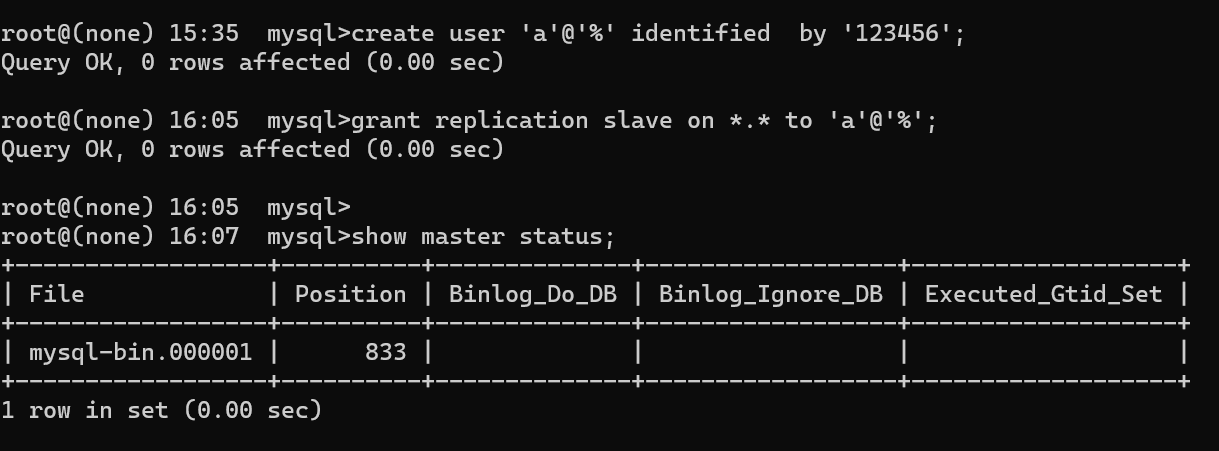 root@(none) 15:35  mysql>create user 'a'@'%' identified  by '123456';
Query OK, 0 rows affected (0.00 sec)
root@(none) 16:05  mysql>grant replication slave on *.* to 'a'@'%';
Query OK, 0 rows affected (0.00 sec)
root@(none) 16:05  mysql>
root@(none) 16:07  mysql>show master status;
+------------------+----------+--------------+------------------+-------------------+
| File             | Position | Binlog_Do_DB | Binlog_Ignore_DB | Executed_Gtid_Set |
+------------------+----------+--------------+------------------+-------------------+
| mysql-bin.000001 |      833 |              |                  |                   |
+------------------+----------+--------------+------------------+-------------------+
1 row in set (0.00 sec)